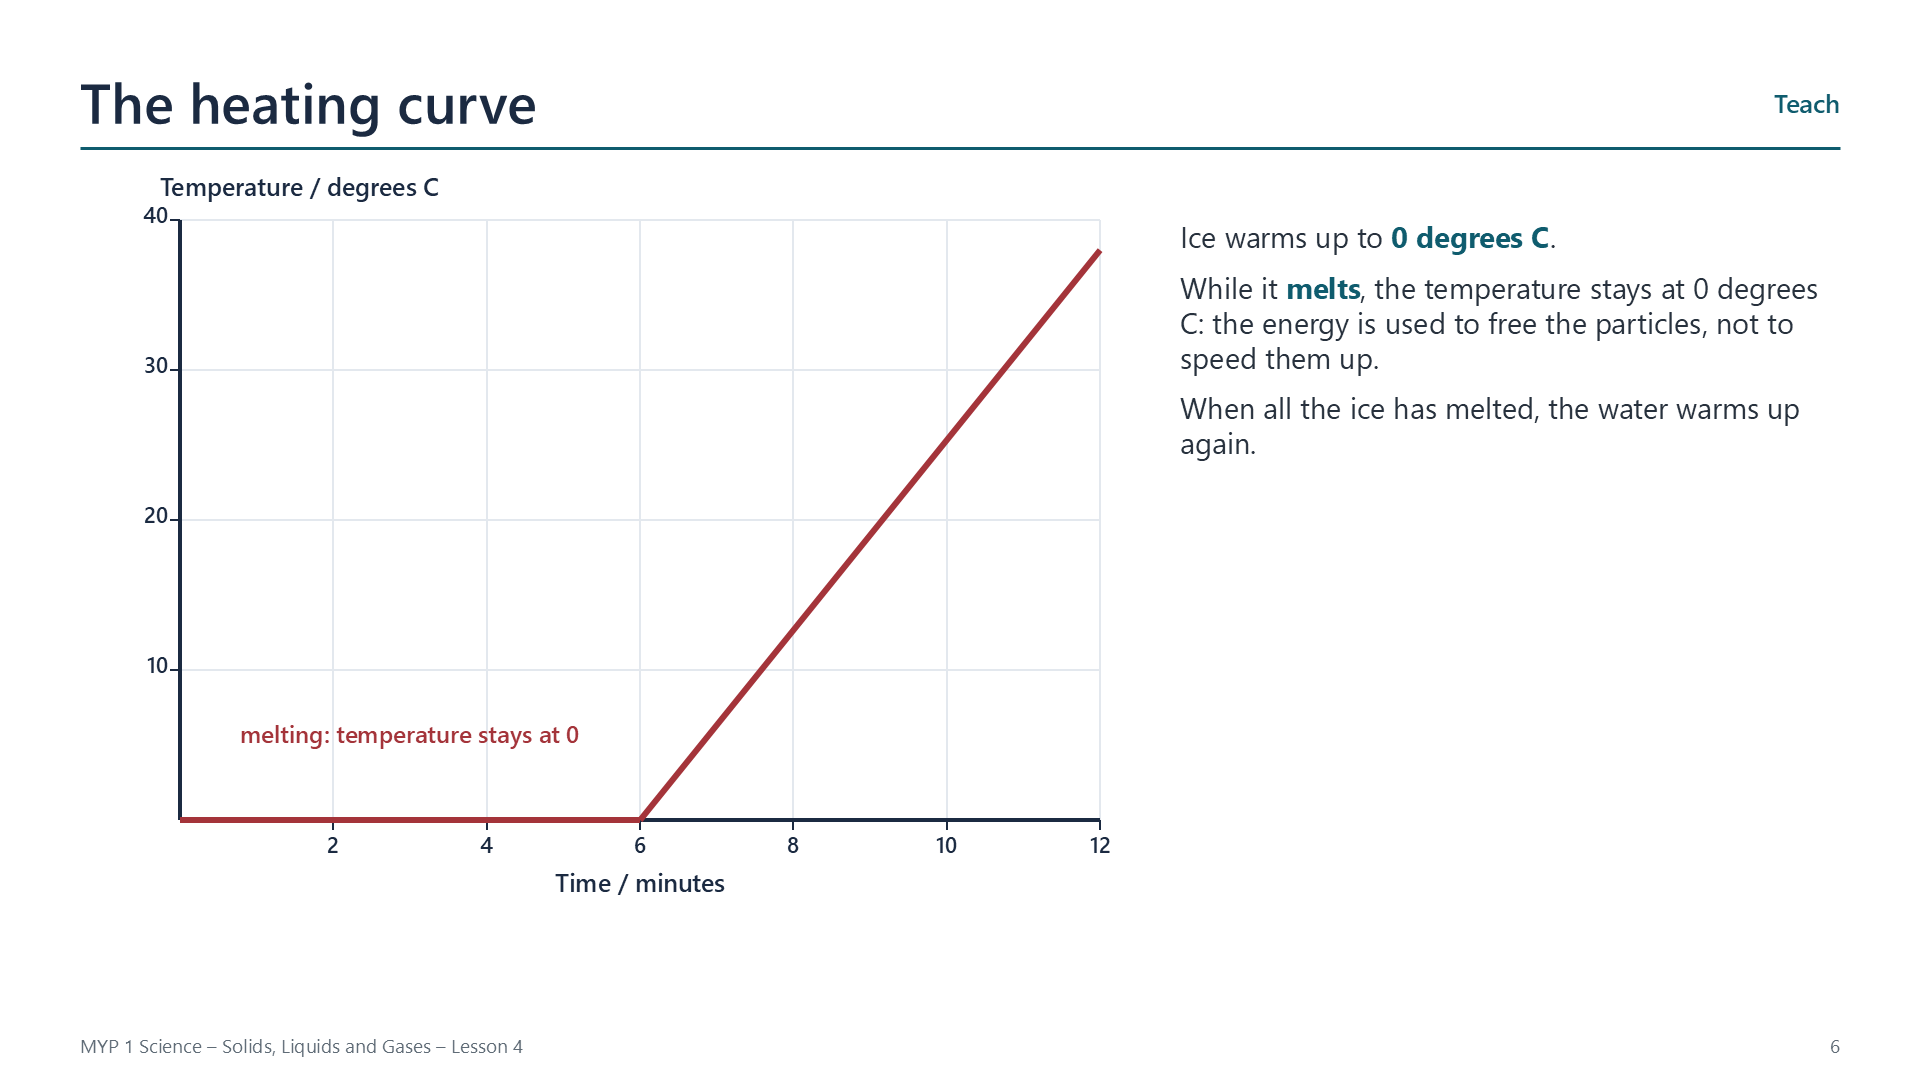 The heating curve
Teach
Temperature / degrees C
40
30
20
10
melting: temperature stays at 0
2 4 6 8 10 12
Time / minutes
Ice warms up to 0 degrees C.
While it melts, the temperature stays at 0 degrees
C: the energy is used to free the particles, not to
speed them up.
When all the ice has melted, the water warms up
again.
MYP 1 Science – Solids, Liquids and Gases – Lesson 4
6